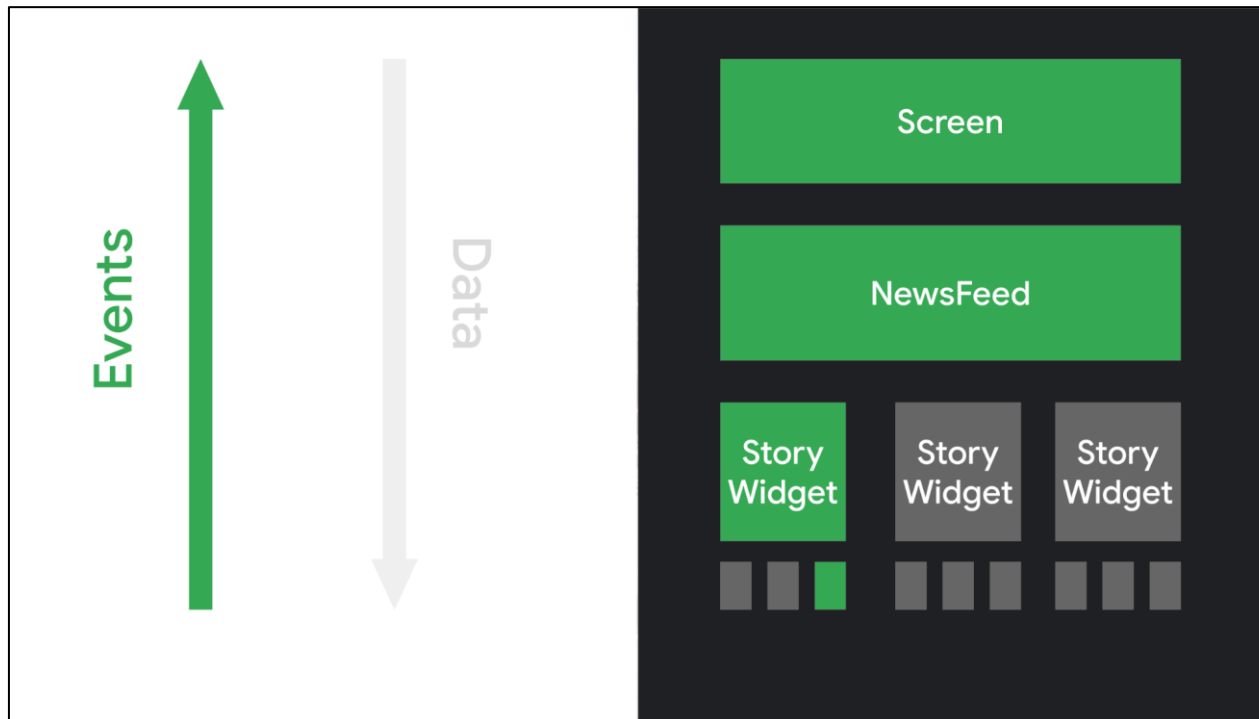 Events
Data
Screen
NewsFeed
Story
Widget
Story
Widget
Story
Widget